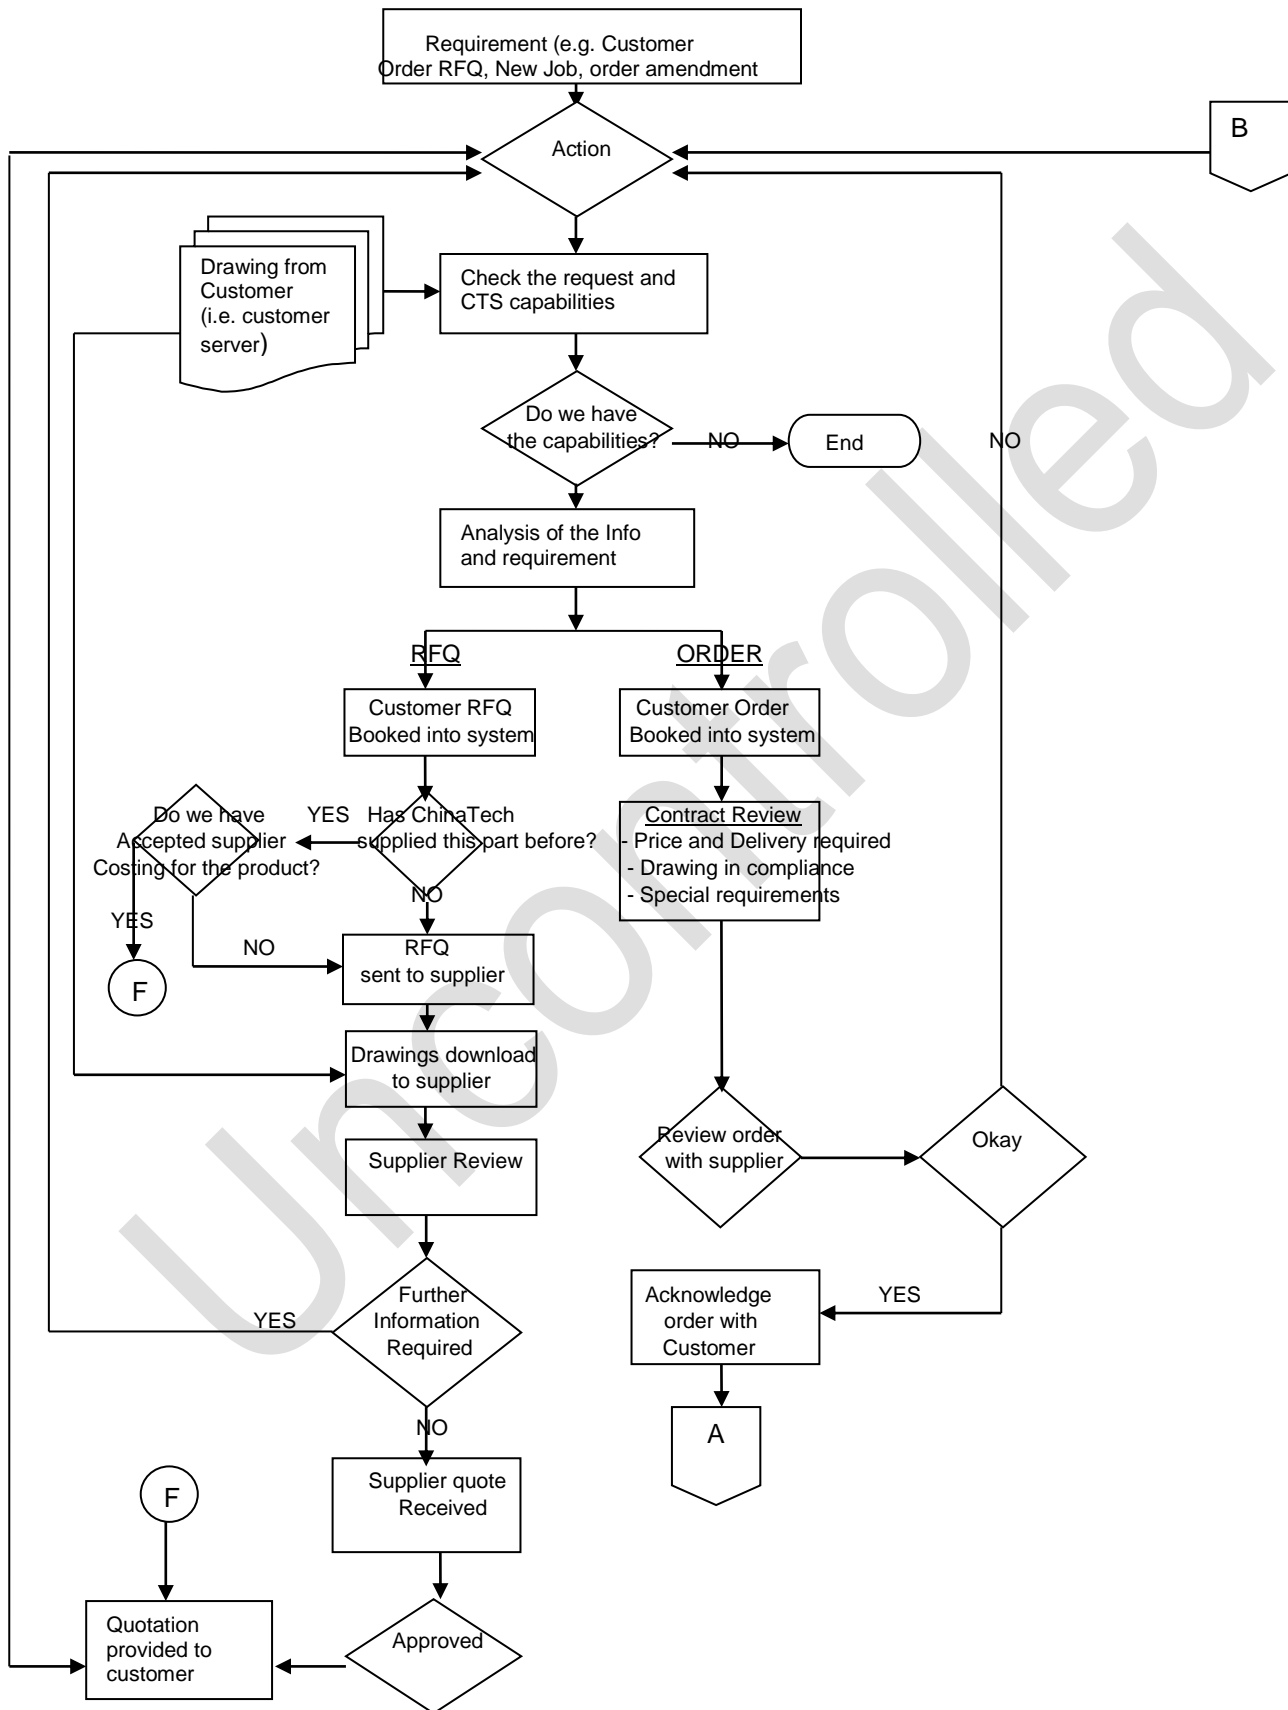 Requirement (e.g. Customer
Order RFQ, New Job, order amendment
B
Action
Drawing from
Customer
(i.e. customer
server)
Check the request and
CTS capabilities
Do we have
the capabilities?
NO
End
NO
Analysis of the Info
and requirement
RFQ
ORDER
Customer RFQ
Booked into system
Customer Order
Booked into system
Do we have
Accepted supplier
Costing for the product?
YES
Has ChinaTech
supplied this part before?
Contract Review
- Price and Delivery required
- Drawing in compliance
- Special requirements
NO
YES
NO
F
RFQ
sent to supplier
Drawings download
to supplier
Supplier Review
Review order
with supplier
Okay
Further
Information
Required
YES
Acknowledge
order with
Customer
YES
NO
A
Supplier quote
Received
F
Quotation
provided to
customer
Approved
Uncontrolled